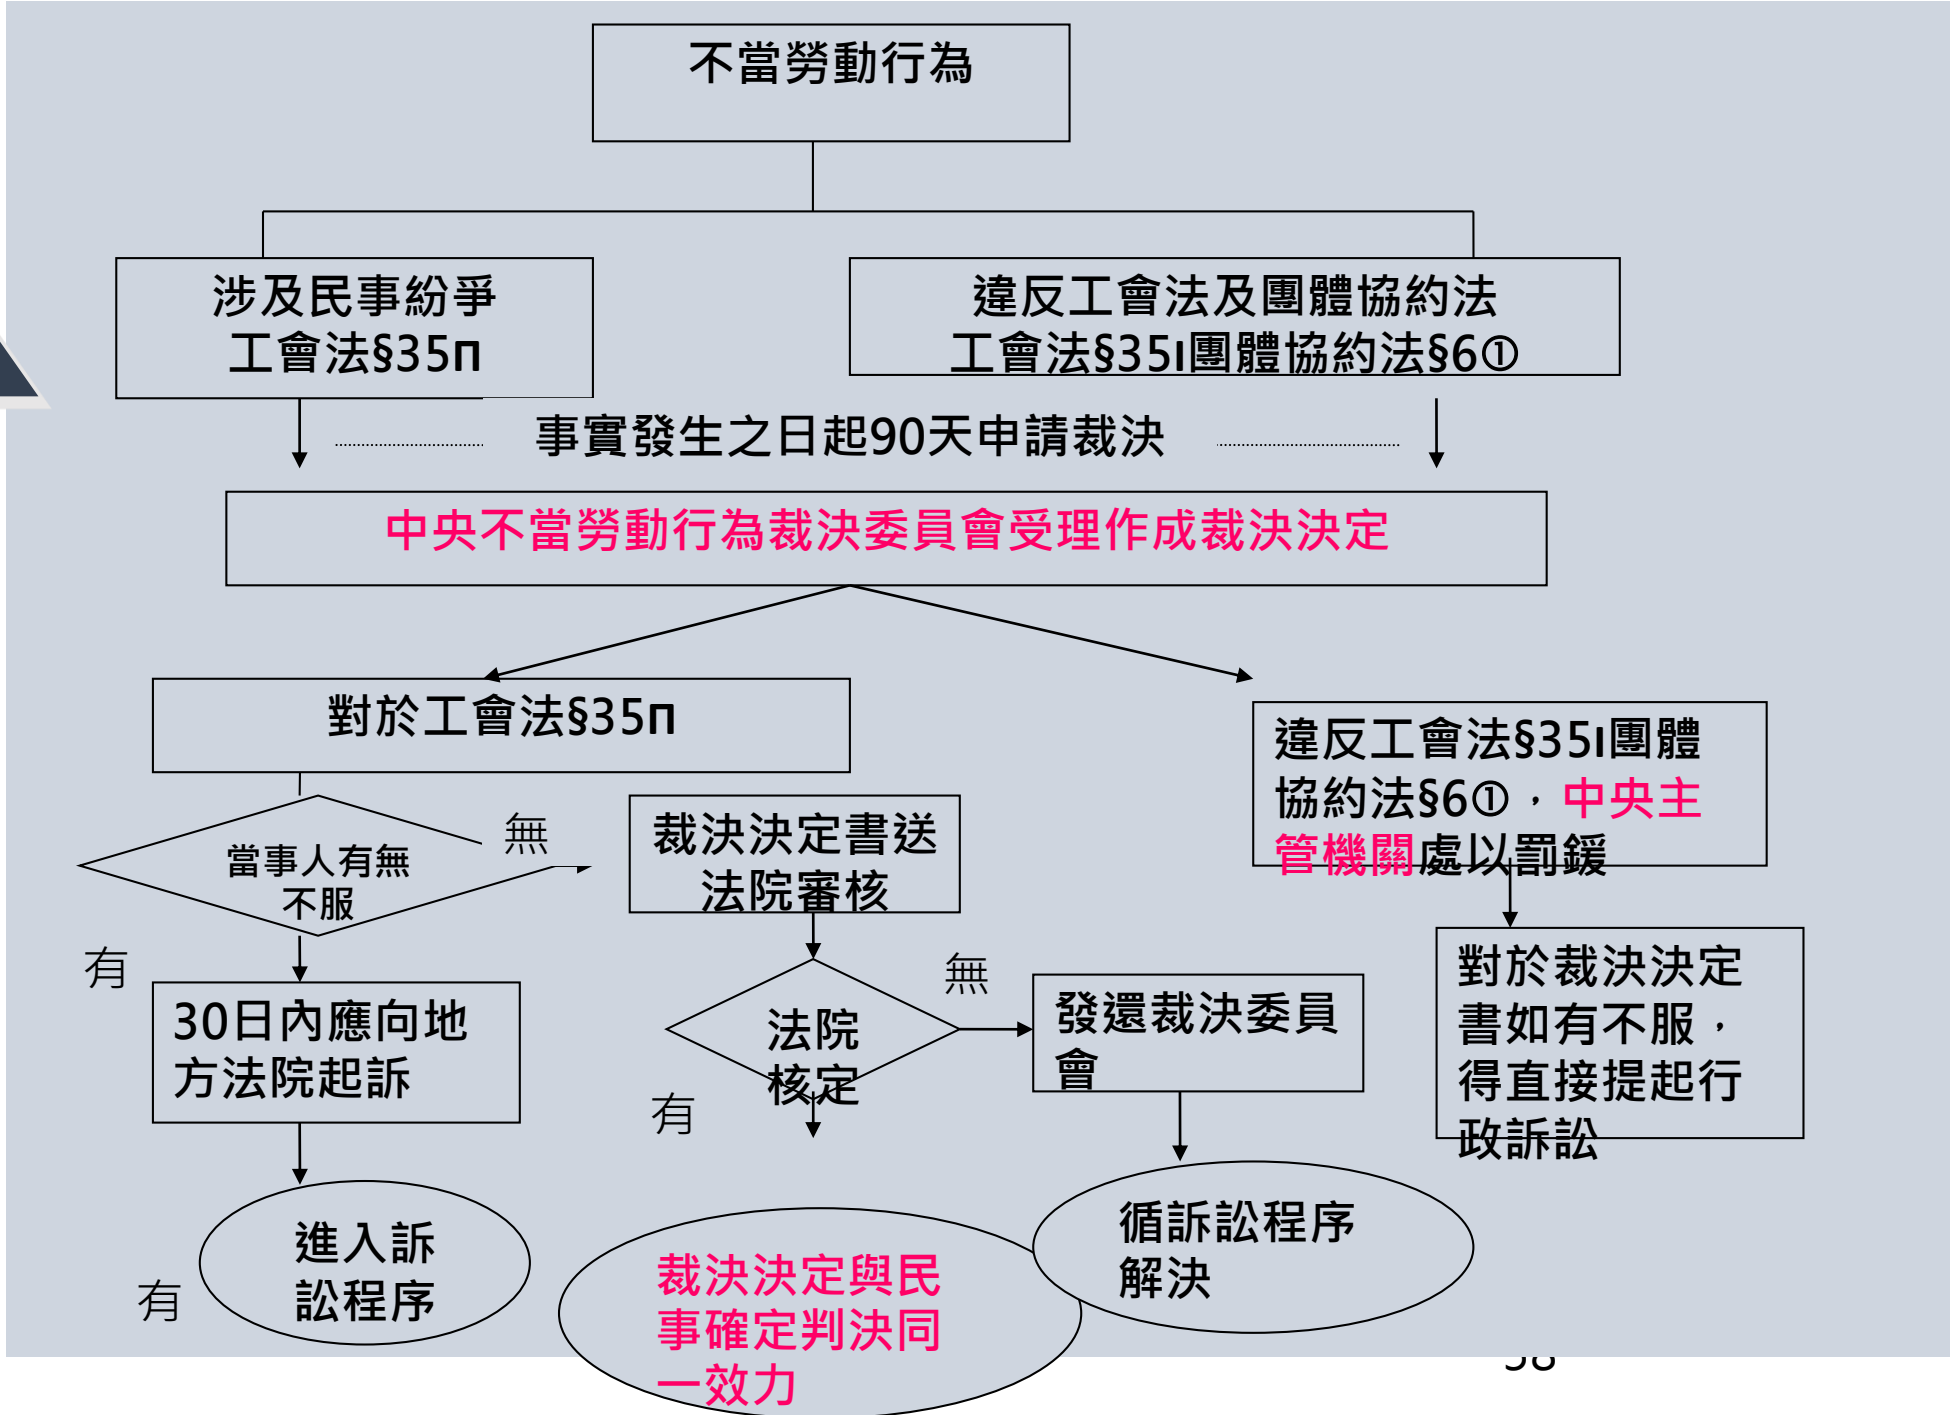 不當勞動行為
涉及民事紛爭
工會法§35п
違反工會法及團體協約法
工會法§35ı團體協約法§6①
事實發生之日起90天申請裁決
中央不當勞動行為裁決委員會受理作成裁決決定
對於工會法§35п
違反工會法§35ı團體
協約法§6①，中央主
管機關處以罰鍰
當事人有無
不服
無
裁決決定書送
法院審核
有
30日內應向地
方法院起訴
法院
核定
無
發還裁決委員
會
對於裁決決定
書如有不服，
得直接提起行
政訴訟
有
進入訴
訟程序
有
裁決決定與民
事確定判決同
一效力
循訴訟程序
解決